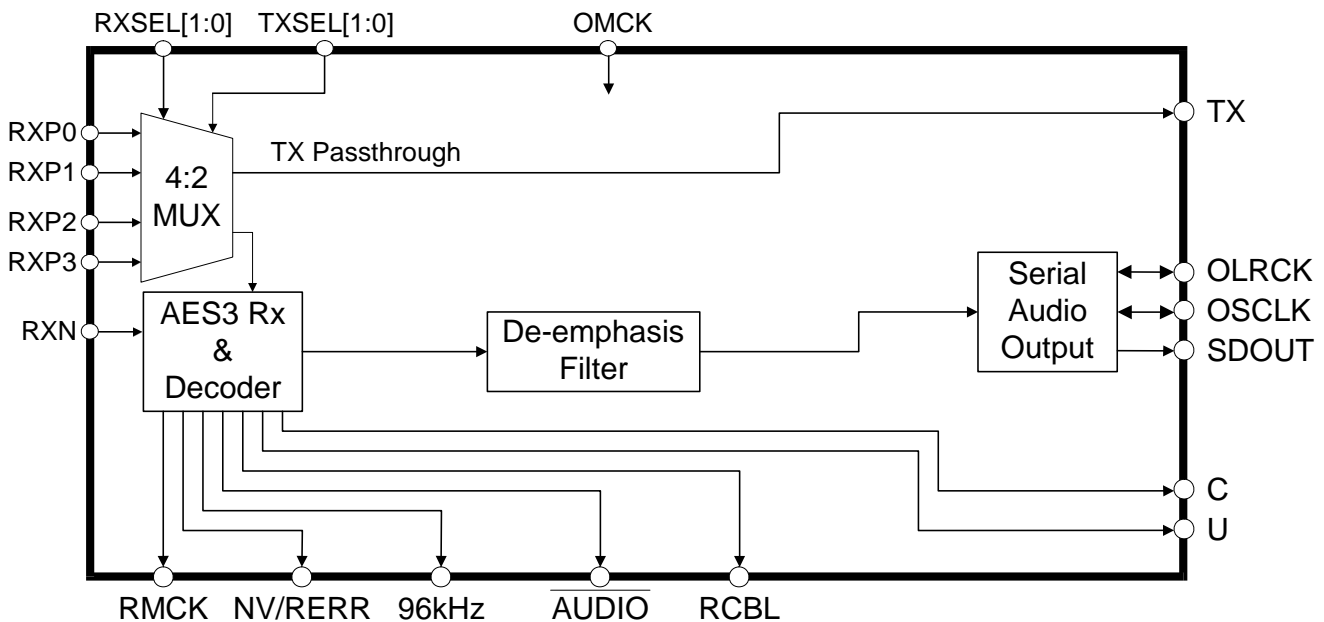 RXSEL[1:0] TXSEL[1:0] OMCK
RXP0
RXP1
RXP2
RXP3
RXN
4:2
MUX
TX Passthrough
TX
AES3 Rx
&
Decoder
De-emphasis
Filter
Serial
Audio
Output
OLRCK
OSCLK
SDOUT
C
U
RMCK NV/RERR 96kHz AUDIO RCBL